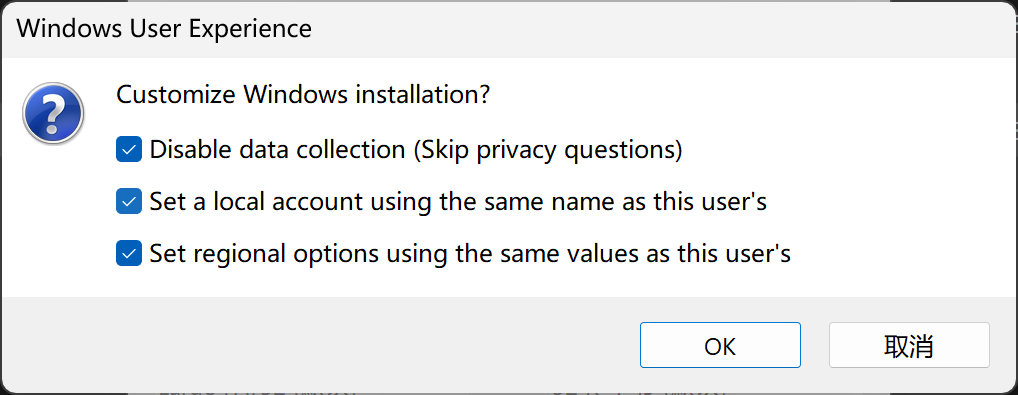 Windows User Experience
Customize Windows installation?
Disable data collection (Skip privacy questions)
Set a local account using the same name as this user's
Set regional options using the same values as this user's
OK
取消